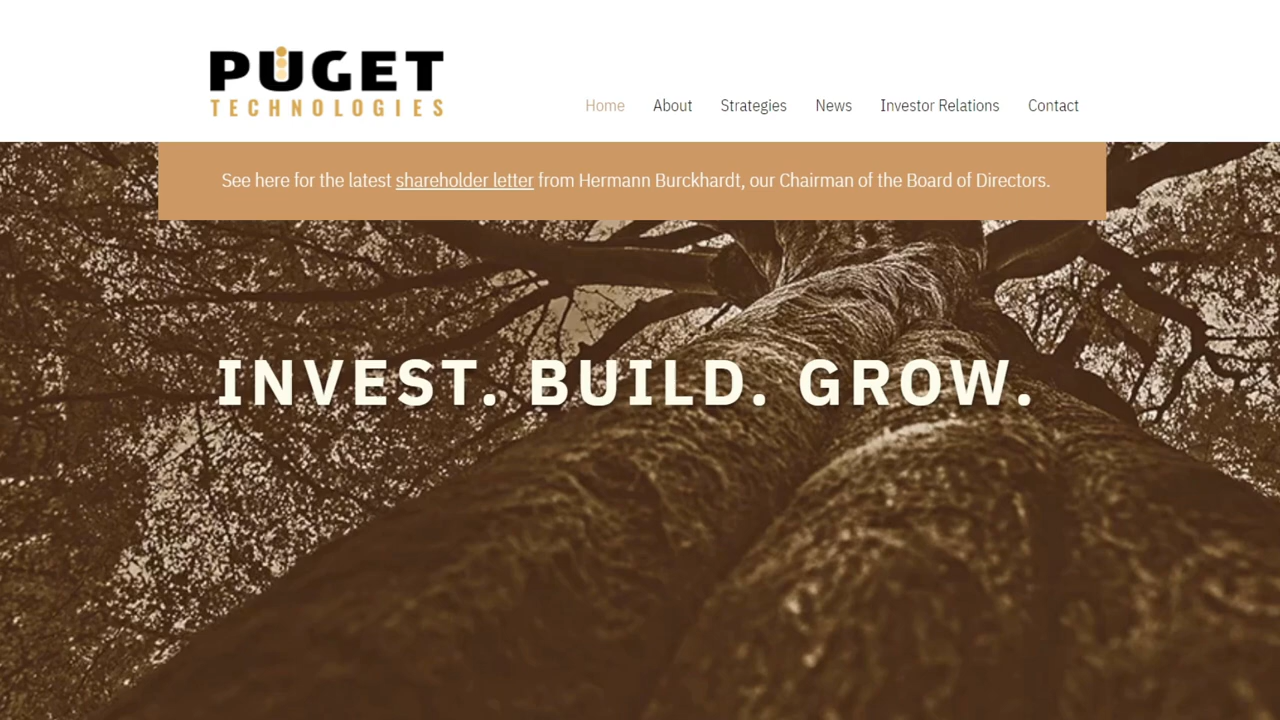 PUGET
TECHNOLOGIES
Home About Strategies News Investor Relations Contact
See here for the latest shareholder letter from Hermann Burckhardt, our Chairman of the Board of Directors.
INVEST. BUILD. GROW.